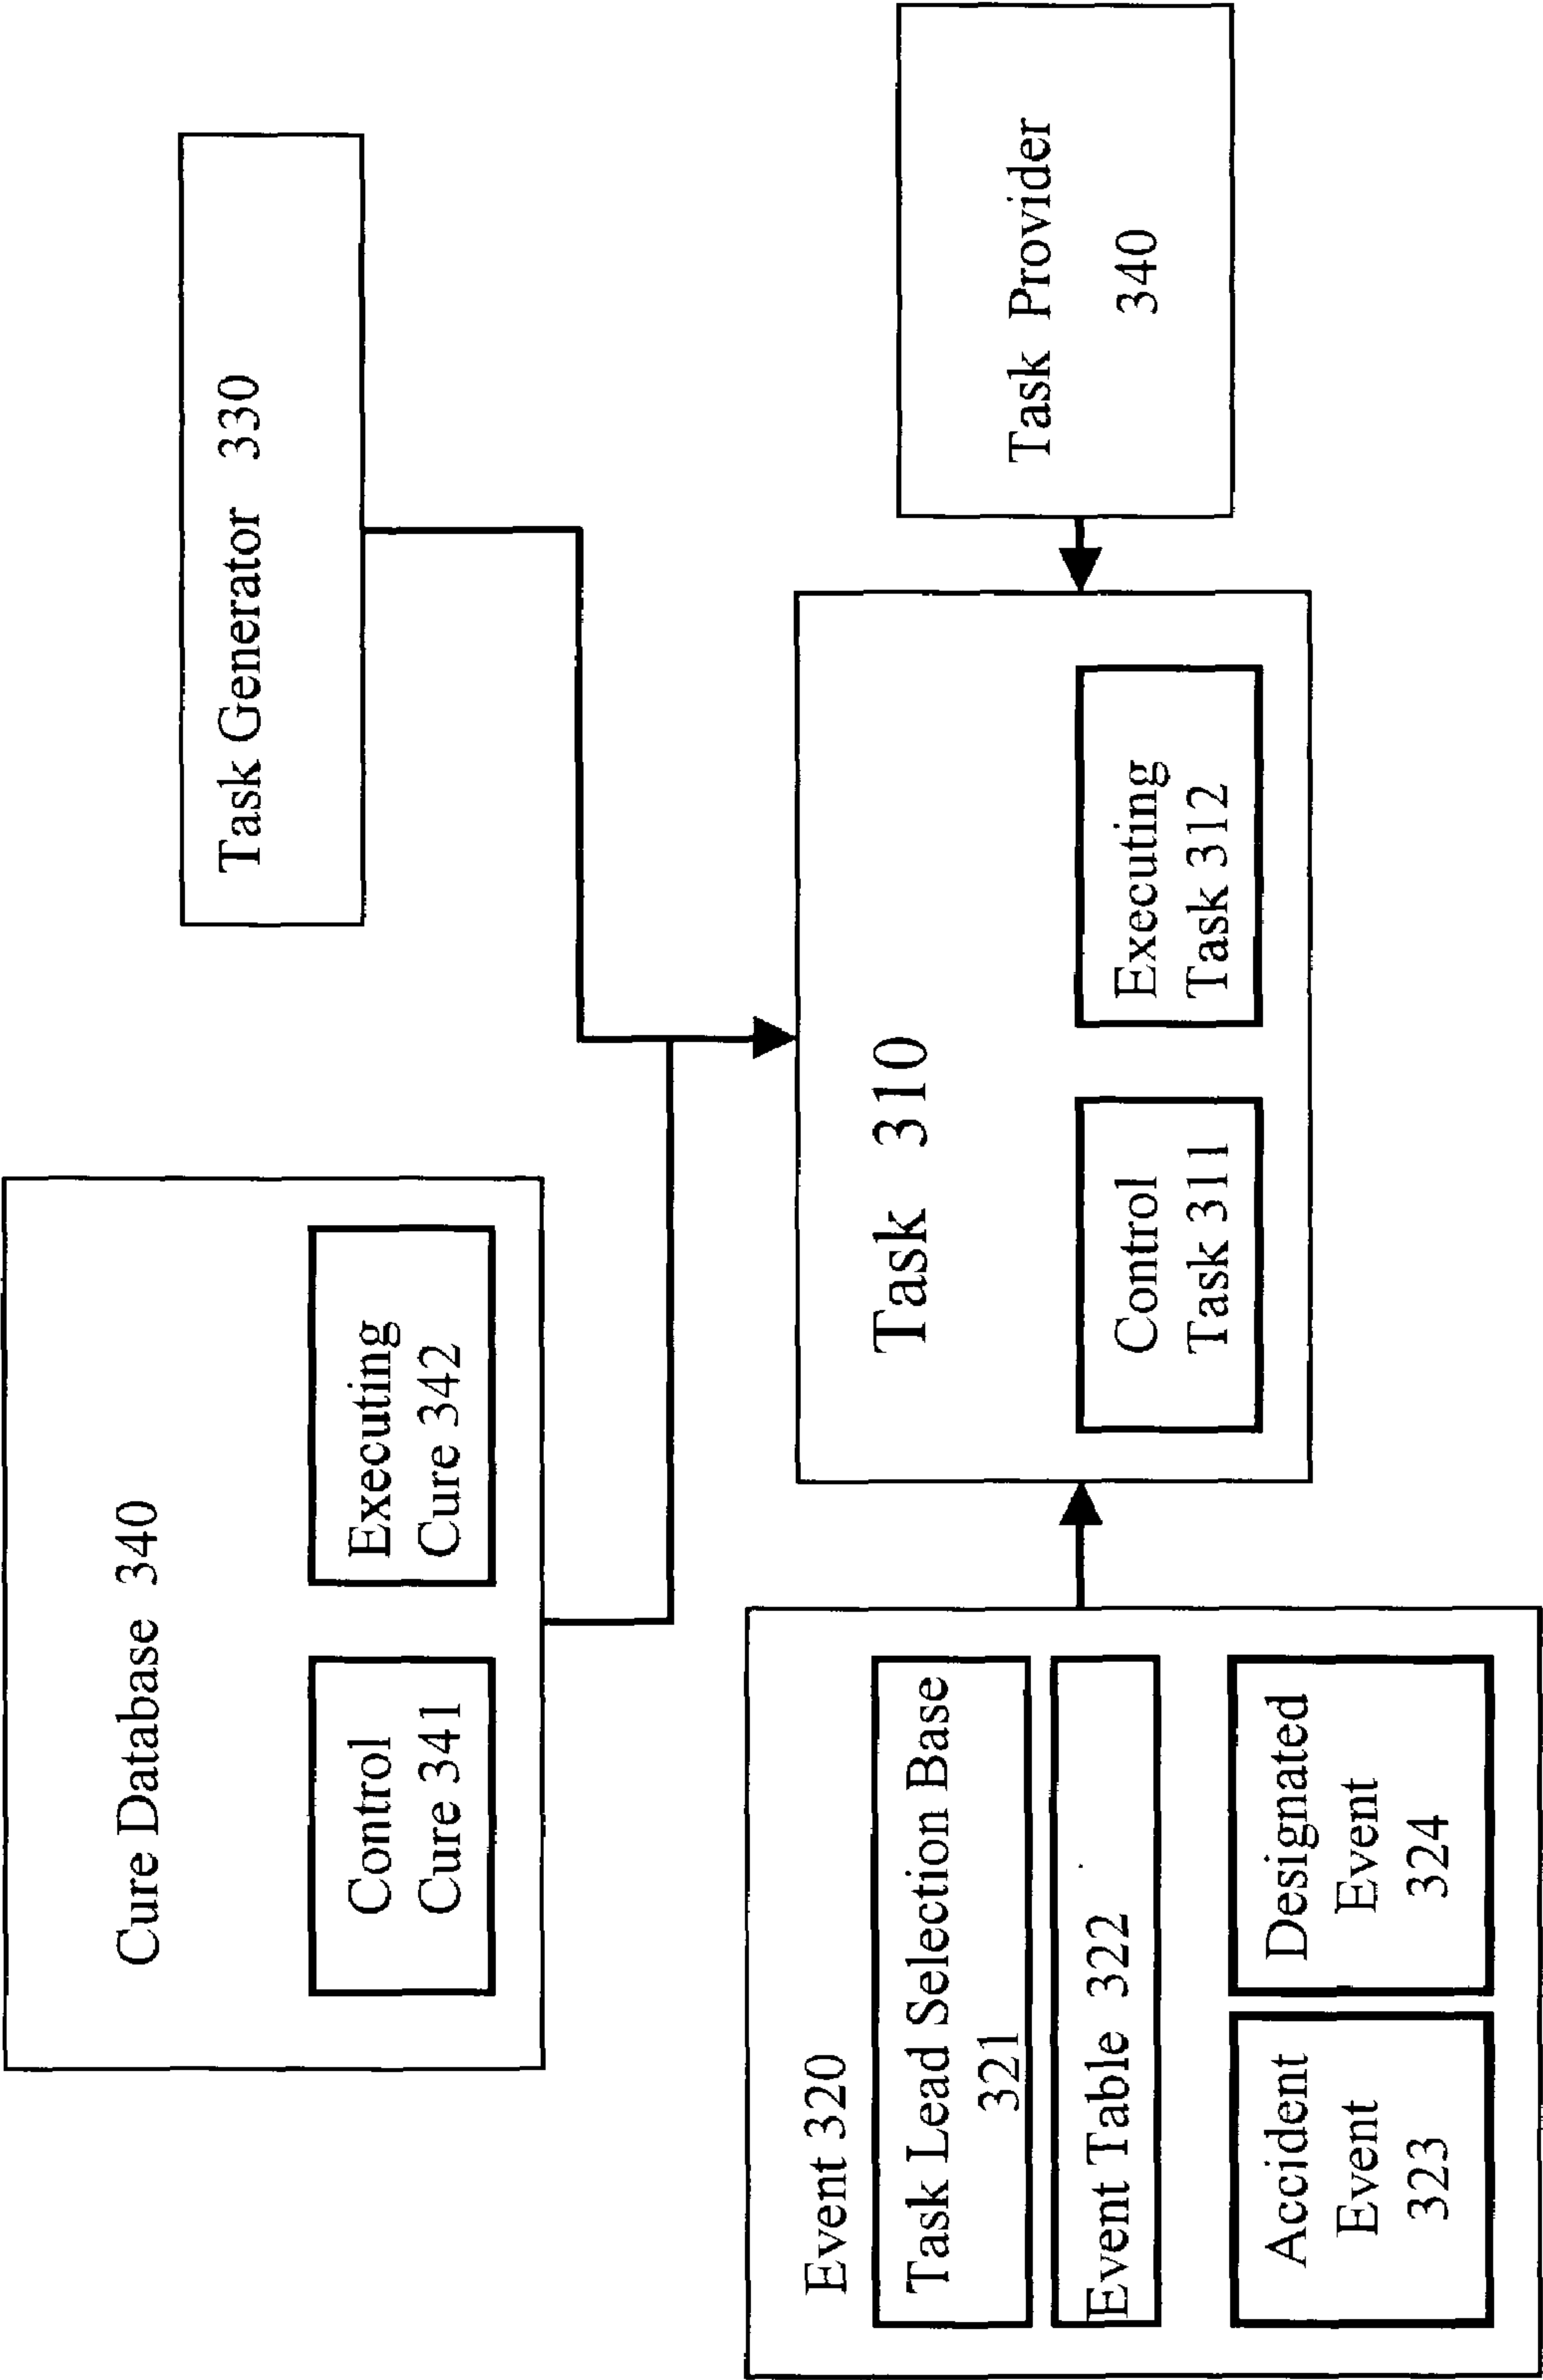 Cure Database 340
Control
Cure 341
Executing
Cure 342
Task Generator 330
Event 320
Task Lead Selection Base
321
Event Table 322
Accident
Event
323
Designated
Event
324
Task 310
Control
Task 311
Executing
Task 312
Task Provider
340